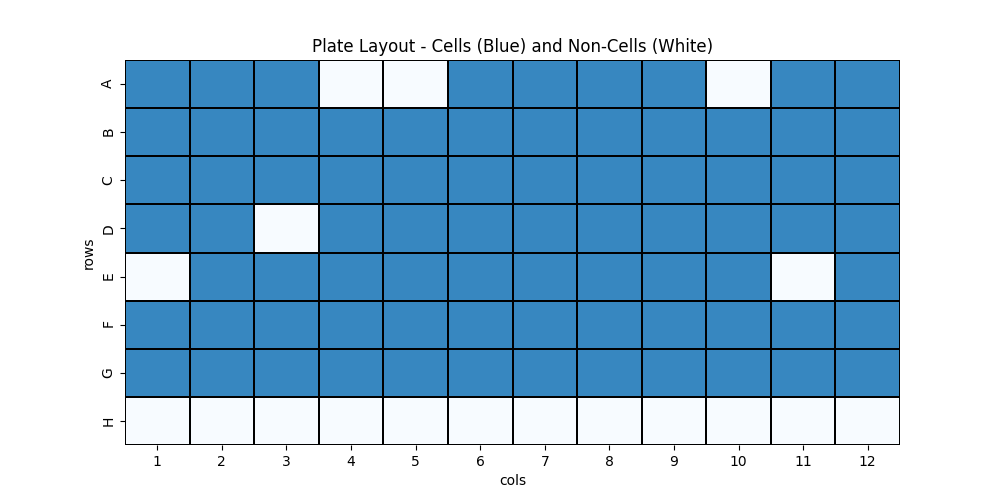 Plate Layout - Cells (Blue) and Non-Cells (White)
A
B
C
D
E
F
G
H
rows
1 2 3 4 5 6 7 8 9 10 11 12
cols